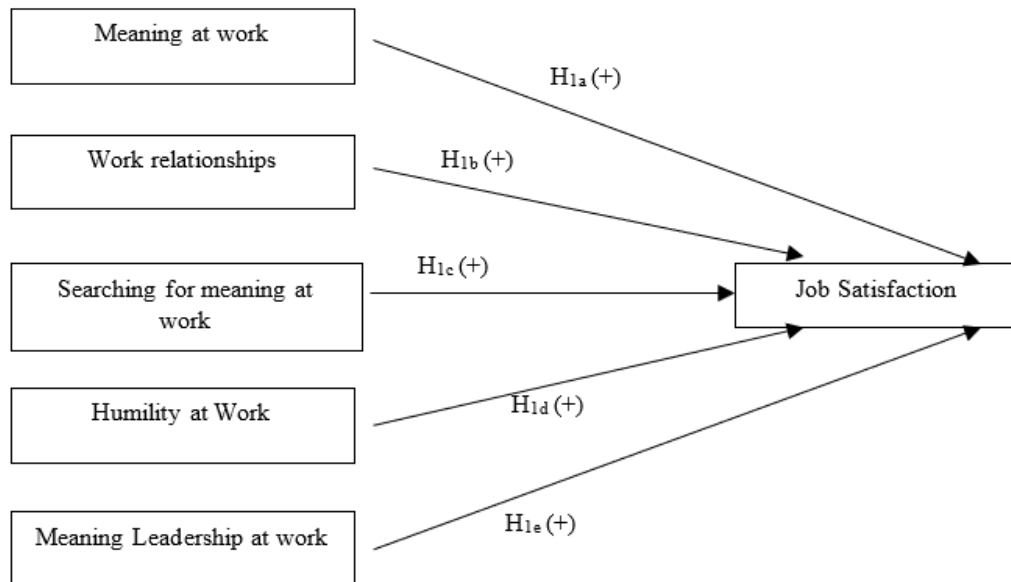 Meaning at work
H1a (+)
Work relationships
H1b (+)
H1c (+)
Searching for meaning at
work
Job Satisfaction
Humility at Work
H1d (+)
H1e (+)
Meaning Leadership at work